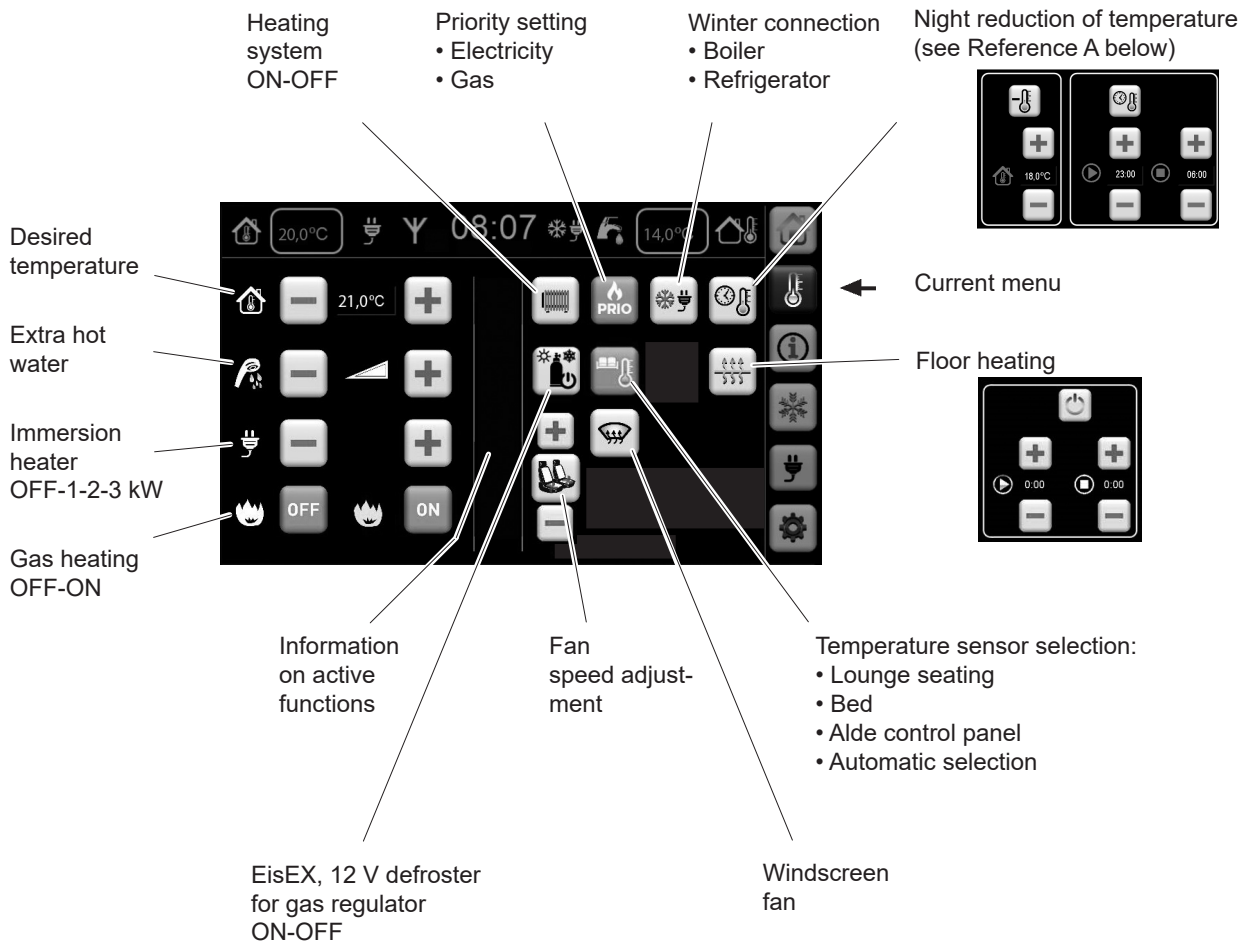 Heating
system
ON-OFF
Priority setting
• Electricity
• Gas
Winter connection
• Boiler
• Refrigerator
Night reduction of temperature
(see Reference A below)
18,0°C
23:00
06:00
Desired
temperature
Extra hot
water
Immersion
heater
OFF-1-2-3 kW
Gas heating
OFF-ON
20,0°C
08:07
14,0°C
21,0°C
PRIO
OFF
ON
Current menu
Floor heating
0:00
0:00
Information
on active
functions
Fan
speed adjust-
ment
Temperature sensor selection:
• Lounge seating
• Bed
• Alde control panel
• Automatic selection
EisEX, 12 V defroster
for gas regulator
ON-OFF
Windscreen
fan